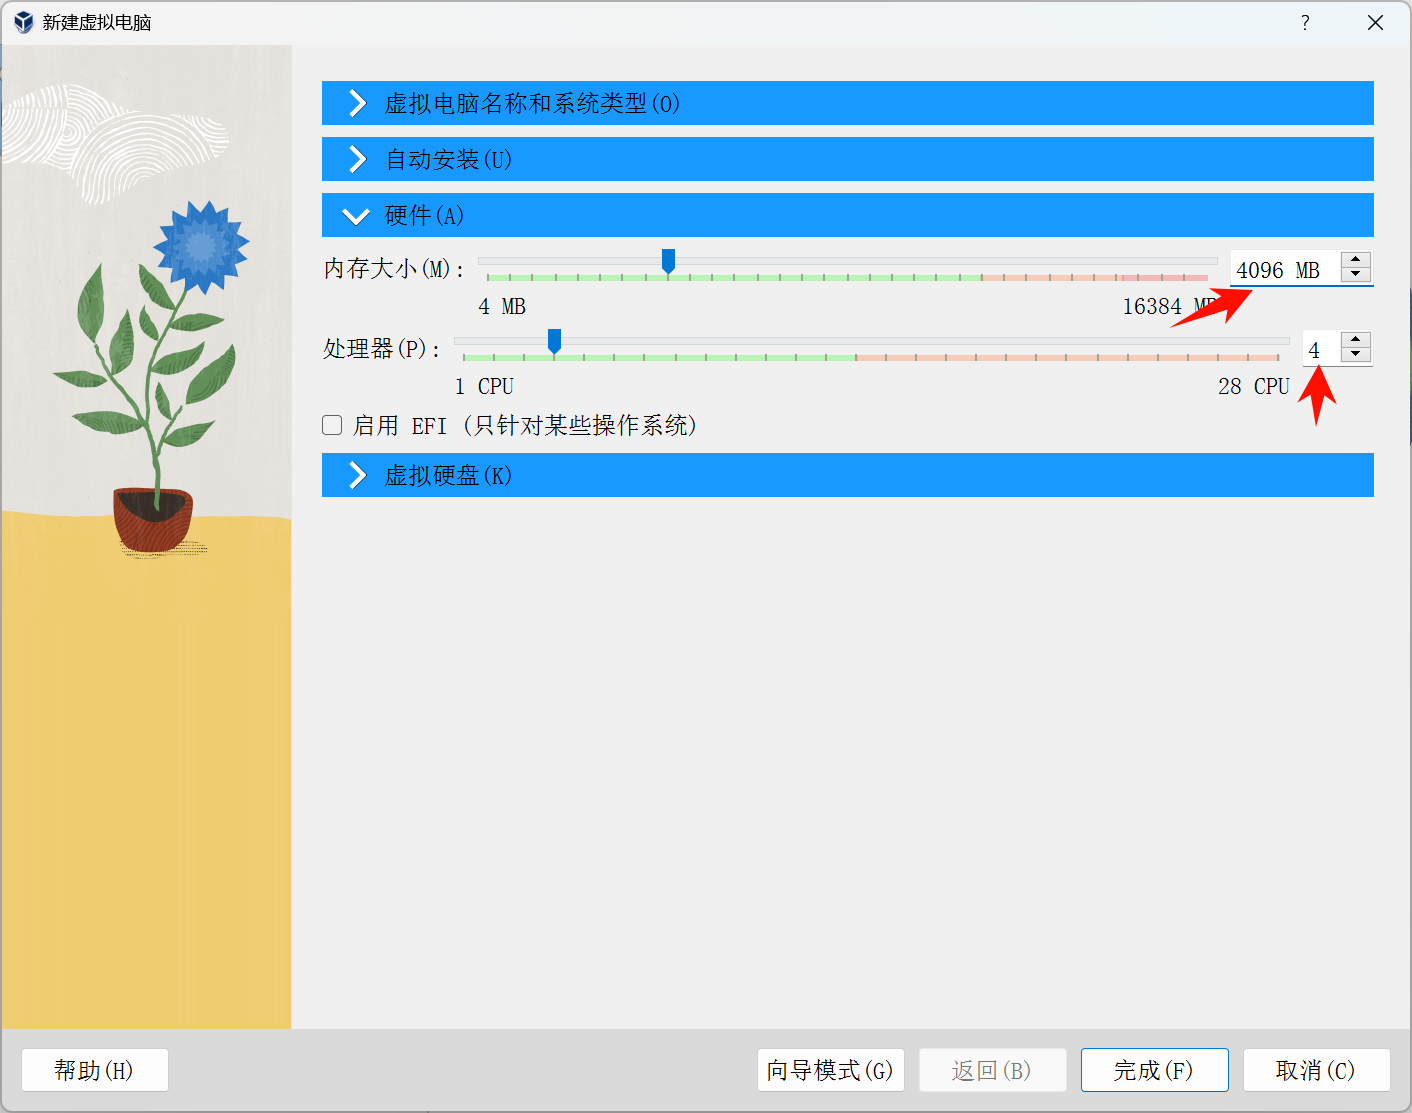 新建虚拟电脑
?
虚拟电脑名称和系统类型(O)
自动安装(U)
硬件(A)
内存大小(M):
4096 MB
4 MB
16384 MB
处理器(P):
4
1 CPU
28 CPU
启用 EFI (只针对某些操作系统)
虚拟硬盘(K)
帮助(H)
向导模式(G)
返回(B)
完成(F)
取消(C)